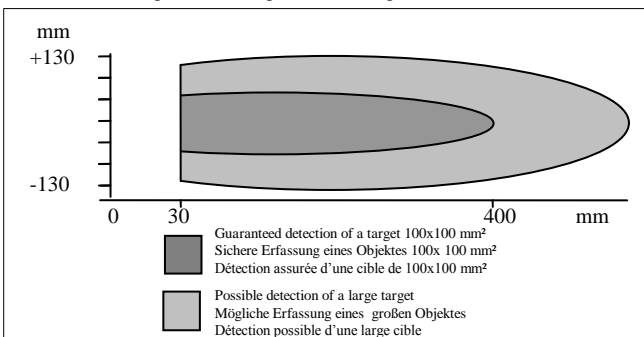 mm
+130
-130
0 30 400 mm
Guaranteed detection of a target 100x100 mm²
Sichere Erfassung eines Objektes 100x 100 mm²
Détection assurée d'une cible de 100x100 mm²
Possible detection of a large target
Mögliche Erfassung eines großen Objektes
Détection possible d'une large cible